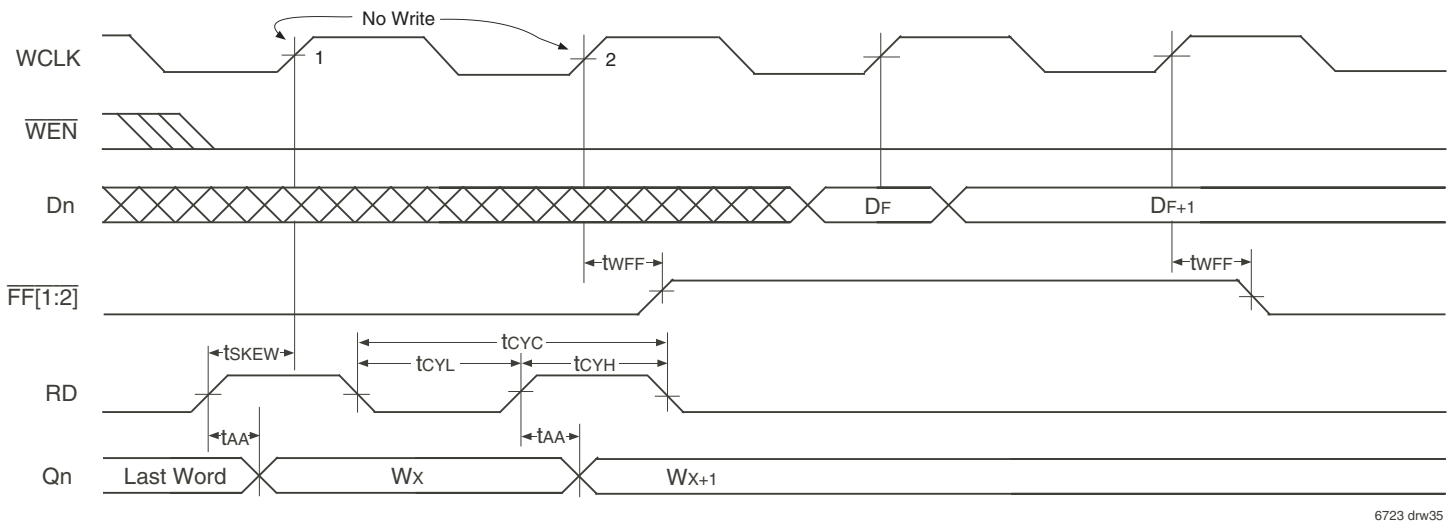 No Write
WCLK 1 2
WEN
Dn DF DF+1
tWFF tWFF
FF[1:2]
tCYC
tSKEW tCYL tCYH
RD
tAA tAA
Qn Last Word WX WX+1
6723 drw35